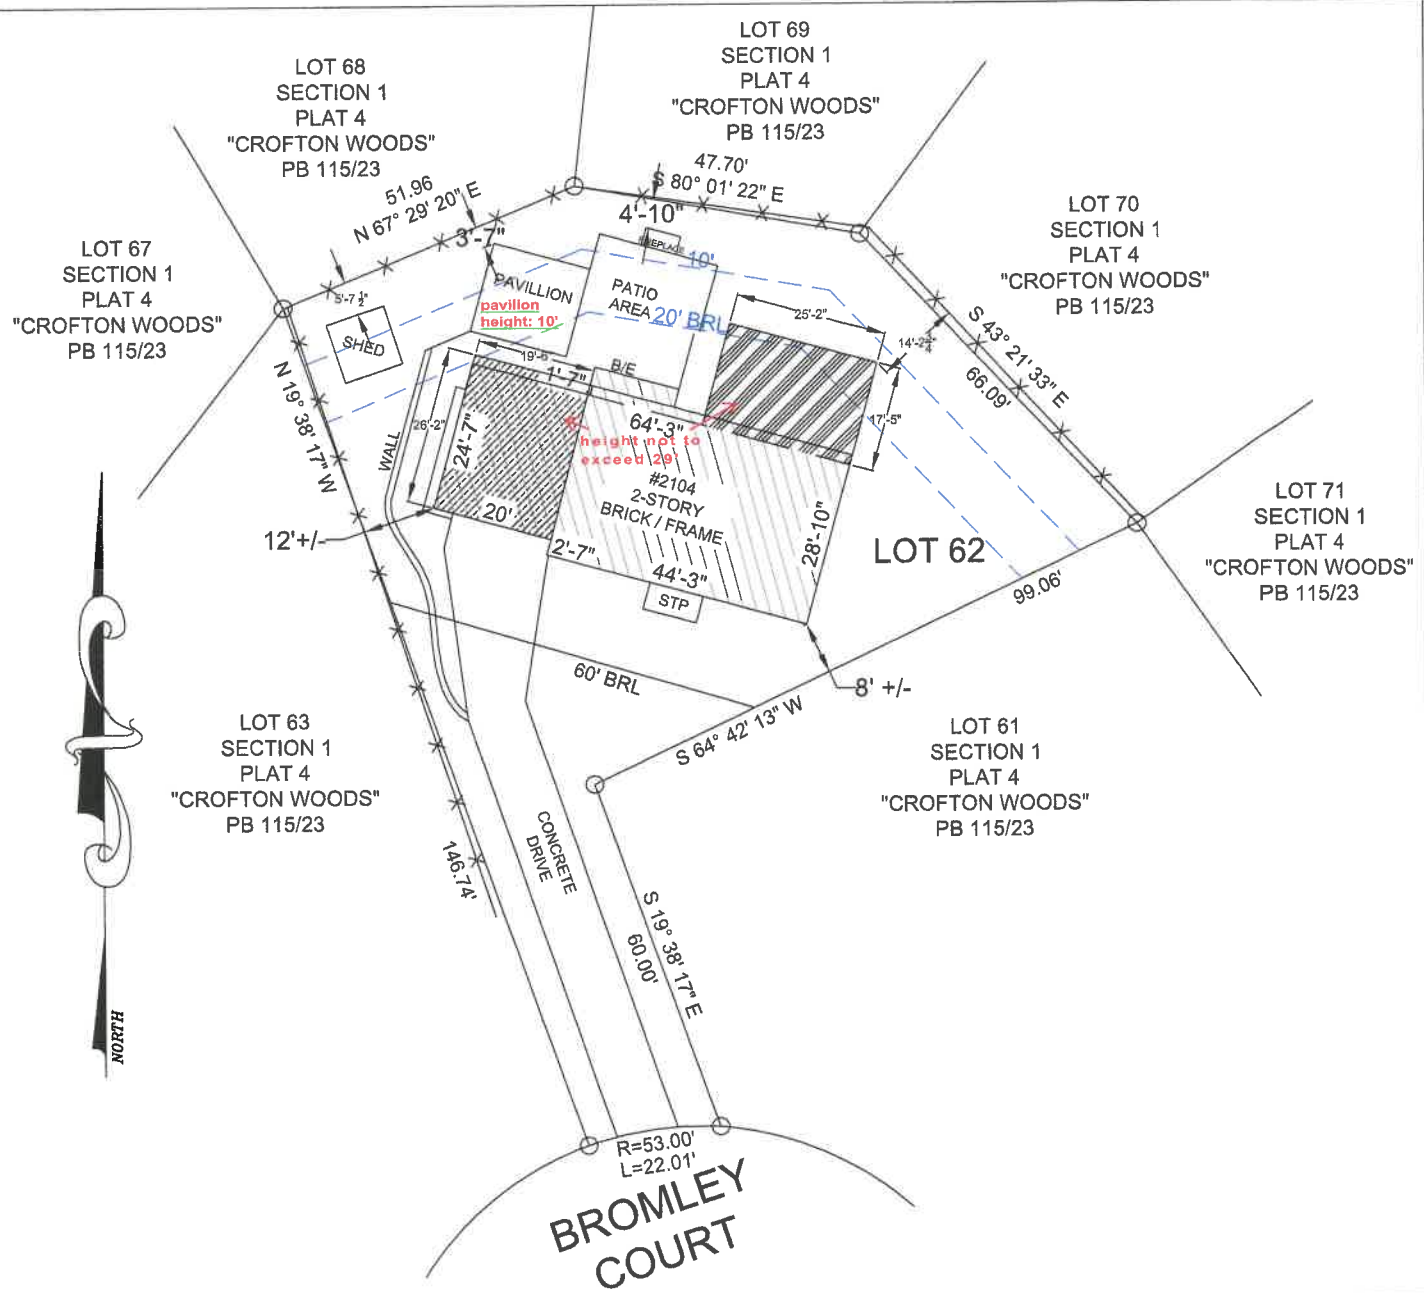 LOT 69
SECTION 1
PLAT 4
"CROFTON WOODS"
PB 115/23
LOT 68
SECTION 1
PLAT 4
"CROFTON WOODS"
PB 115/23
47.70'
S 80° 01' 22" E
51.96
N 67° 29' 20" E
4'-10"
3'-7"
LOT 70
SECTION 1
PLAT 4
"CROFTON WOODS"
PB 115/23
LOT 67
SECTION 1
PLAT 4
"CROFTON WOODS"
PB 115/23
10'
PAVILLION
pavilion
height: 10'
PATIO
AREA
20' BRL
5'-7 1/2"
SHED
25'-2"
14'-2 3/4"
S 43° 21' 33" E
66.09'
N 19° 38' 17" W
19'-6"
1'-7"
B/E
WALL
26'-2"
24'-7"
64'-3"
17'-5"
height not to
exceed 29'
#2104
2-STORY
BRICK / FRAME
20'
2'-7"
28'-10"
44'-3"
STP
LOT 62
12'+/-
LOT 71
SECTION 1
PLAT 4
"CROFTON WOODS"
PB 115/23
99.06'
60' BRL
8' +/-
S 64° 42' 13" W
LOT 63
SECTION 1
PLAT 4
"CROFTON WOODS"
PB 115/23
LOT 61
SECTION 1
PLAT 4
"CROFTON WOODS"
PB 115/23
146.74'
CONCRETE
DRIVE
S 19° 38' 17" E
60.00'
NORTH
R=53.00'
L=22.01'
BROMLEY
COURT